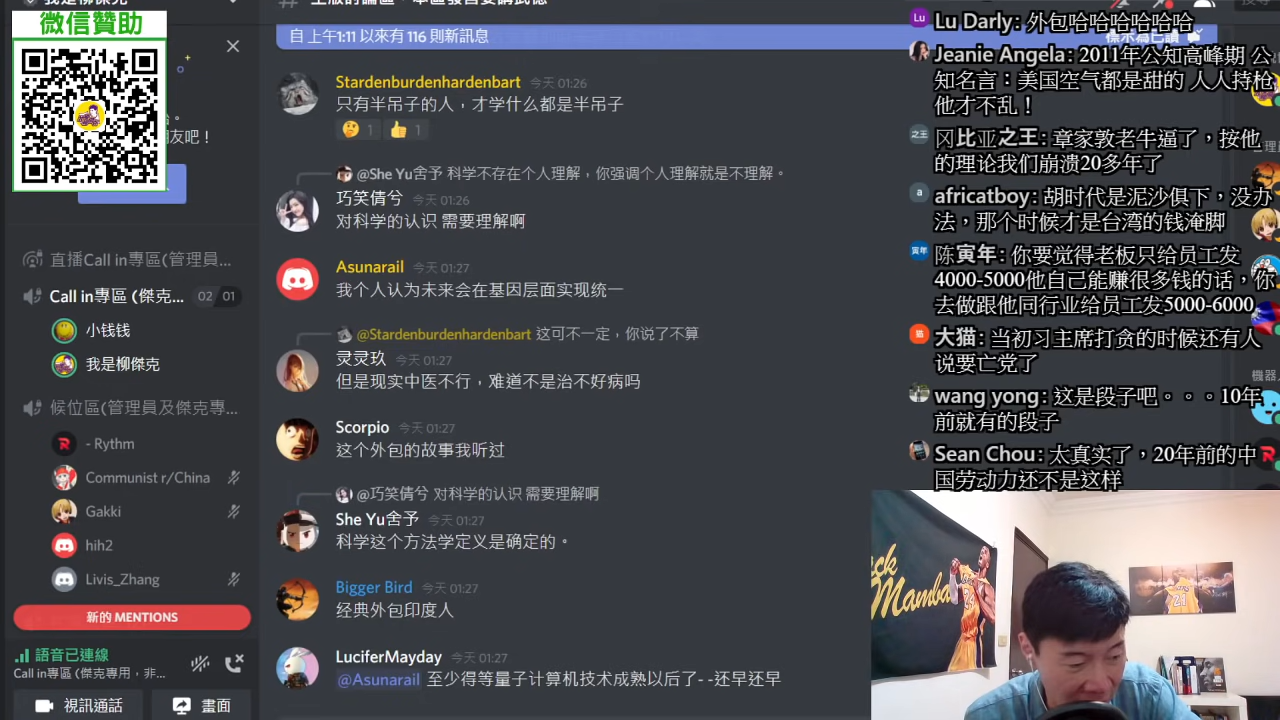 微信贊助
友吧！
直播Call in專區(管理員...
Call in專區 (傑克... 02 01
小钱钱
我是柳傑克
候位區(管理員及傑克專...
- Rythm
Communist r/China
Gakki
hih2
Livis_Zhang
新的 MENTIONS
語音已連線
Call in專區 (傑克專用，非...
視訊通話
畫面
自 上午1:11 以來有 116 則新訊息
標示為已讀
Stardenburdenhardenbart 今天 01:26
只有半吊子的人，才学什么都是半吊子
🤔 1 👍 1
@She Yu舍予 科学不存在个人理解，你强调个人理解就是不理解。
巧笑倩兮 今天 01:26
对科学的认识 需要理解啊
Asunarail 今天 01:27
我个人认为未来会在基因层面实现统一
@Stardenburdenhardenbart 这可不一定，你说了不算
灵灵玖 今天 01:27
但是现实中医不行，难道不是治不好病吗
Scorpio 今天 01:27
这个外包的故事我听过
@巧笑倩兮 对科学的认识 需要理解啊
She Yu舍予 今天 01:27
科学这个方法学定义是确定的。
Bigger Bird 今天 01:27
经典外包印度人
LuciferMayday 今天 01:27
@Asunarail 至少得等量子计算机技术成熟以后了- -还早还早
Lu Darly: 外包哈哈哈哈哈哈
Jeanie Angela: 2011年公知高峰期 公
知名言：美国空气都是甜的 人人持枪
他才不乱！
冈比亚之王: 章家敦老牛逼了，按他
的理论我们崩溃20多年了
africatboy: 胡时代是泥沙俱下，没办
法，那个时候才是台湾的钱淹脚
陈寅年: 你要觉得老板只给员工发
4000-5000他自己能赚很多钱的话，你
去做跟他同行业给员工发5000-6000
大猫: 当初习主席打贪的时候还有人
说要亡党了
wang yong: 这是段子吧。。。10年
前就有的段子
Sean Chou: 太真实了，20年前的中
国劳动力还不是这样
機器
Mamba
24